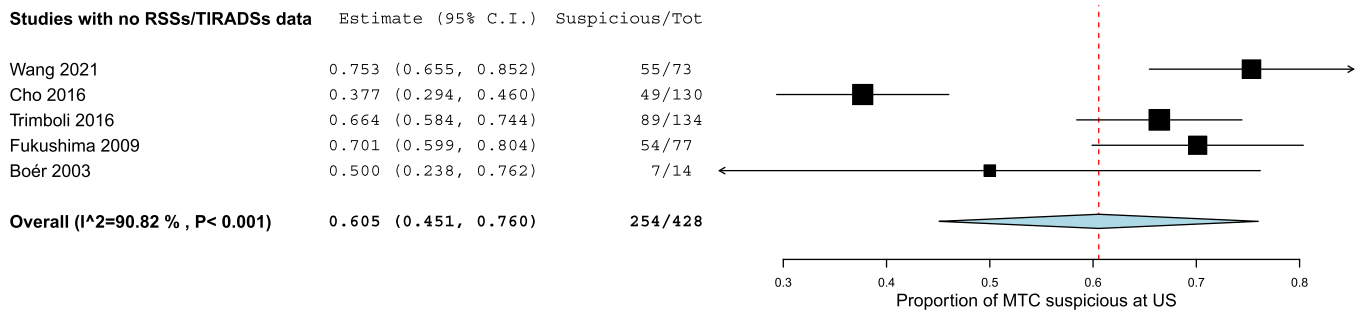 Studies with no RSSs/TIRADSs data Estimate (95% C.I.) Suspicious/Tot
Wang 2021 0.753 (0.655, 0.852) 55/73
Cho 2016 0.377 (0.294, 0.460) 49/130
Trimboli 2016 0.664 (0.584, 0.744) 89/134
Fukushima 2009 0.701 (0.599, 0.804) 54/77
Boér 2003 0.500 (0.238, 0.762) 7/14
Overall (I^2=90.82 % , P< 0.001) 0.605 (0.451, 0.760) 254/428
0.3 0.4 0.5 0.6 0.7 0.8
Proportion of MTC suspicious at US